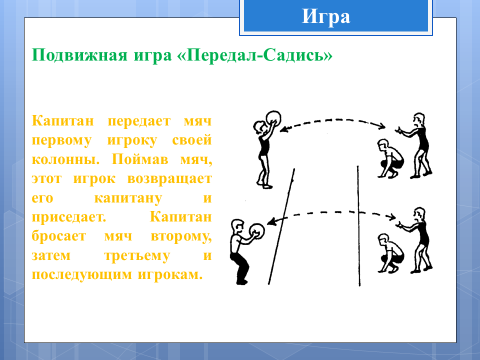 Игра
Подвижная игра «Передал-Садись»
Капитан передает мяч
первому игроку своей
колонны. Поймав мяч,
этот игрок возвращает
его капитану и
приседает. Капитан
бросает мяч второму,
затем третьему и
последующим игрокам.